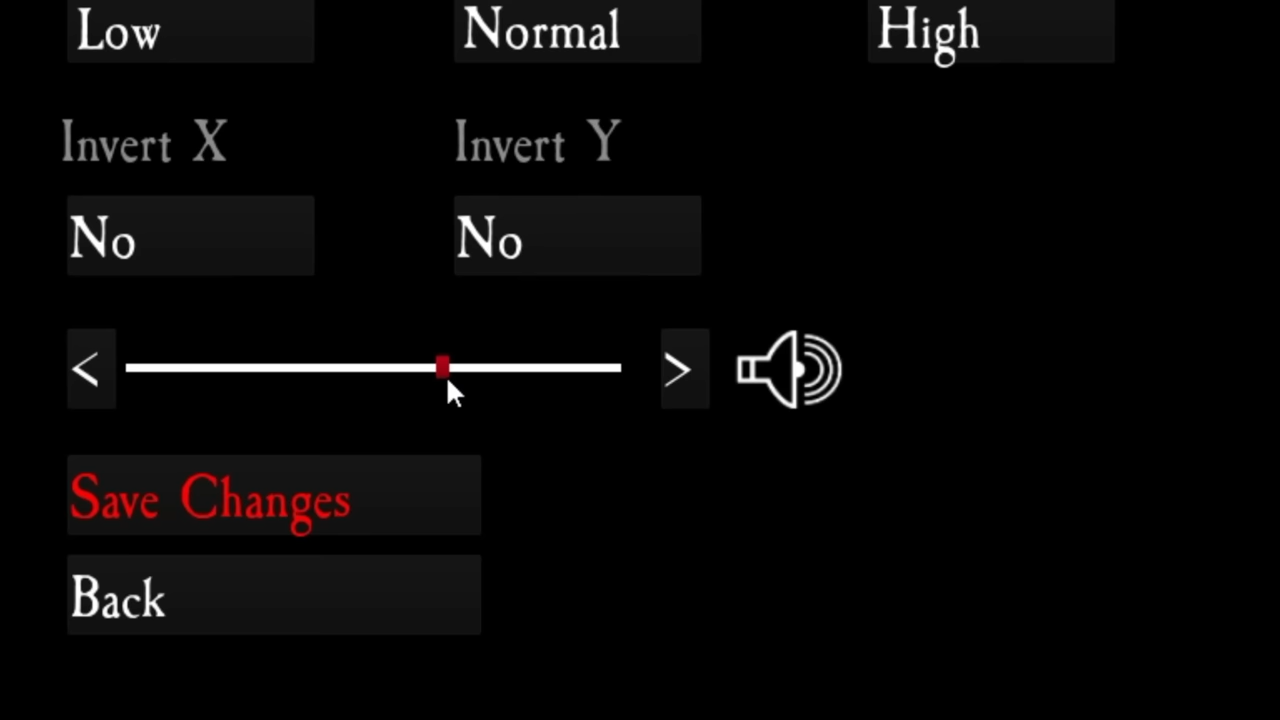 Low Normal High
Invert X Invert Y
No No
< >
Save Changes
Back